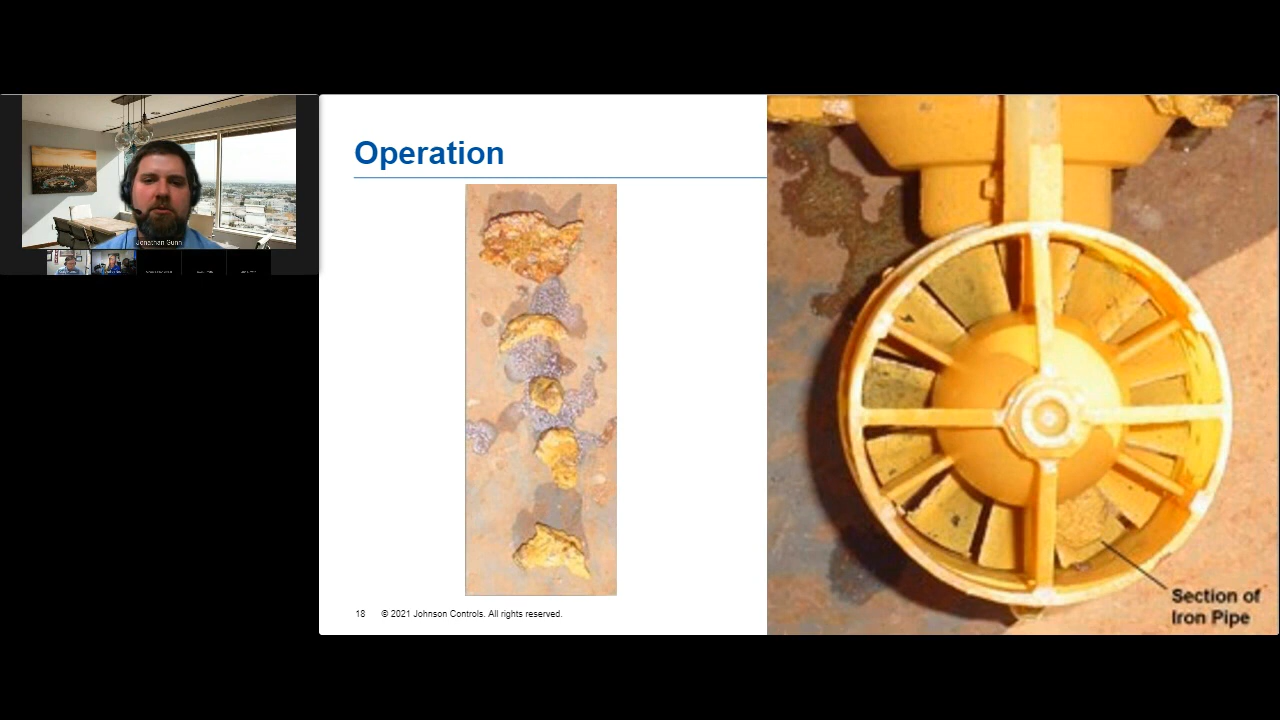 Jonathan Gunn
Operation
Section of
Iron Pipe
18 © 2021 Johnson Controls. All rights reserved.